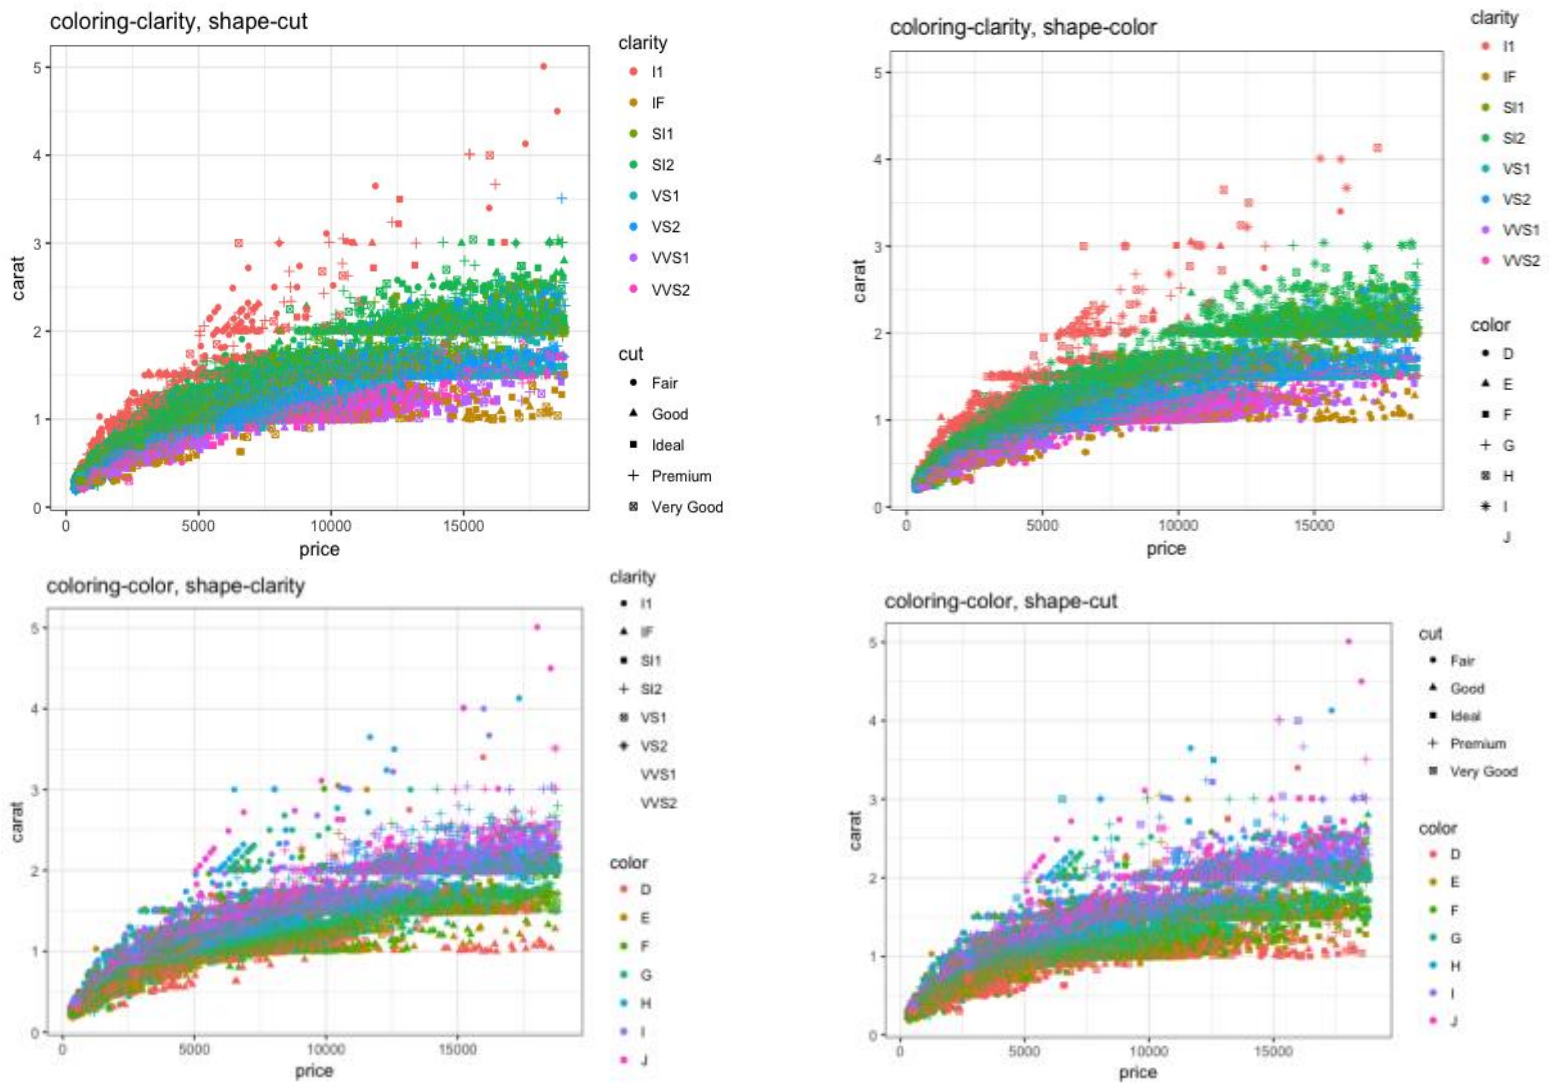 coloring-clarity, shape-cut
carat
5
4
3
2
1
0
0 5000 10000 15000
price
clarity
I1
IF
SI1
SI2
VS1
VS2
VVS1
VVS2
cut
Fair
Good
Ideal
Premium
Very Good
coloring-clarity, shape-color
carat
5
4
3
2
1
0
0 5000 10000 15000
price
clarity
I1
IF
SI1
SI2
VS1
VS2
VVS1
VVS2
color
D
E
F
G
H
I
J
coloring-color, shape-clarity
carat
5
4
3
2
1
0
0 5000 10000 15000
price
clarity
I1
IF
SI1
SI2
VS1
VS2
VVS1
VVS2
color
D
E
F
G
H
I
J
coloring-color, shape-cut
carat
5
4
3
2
1
0
0 5000 10000 15000
price
cut
Fair
Good
Ideal
Premium
Very Good
color
D
E
F
G
H
I
J